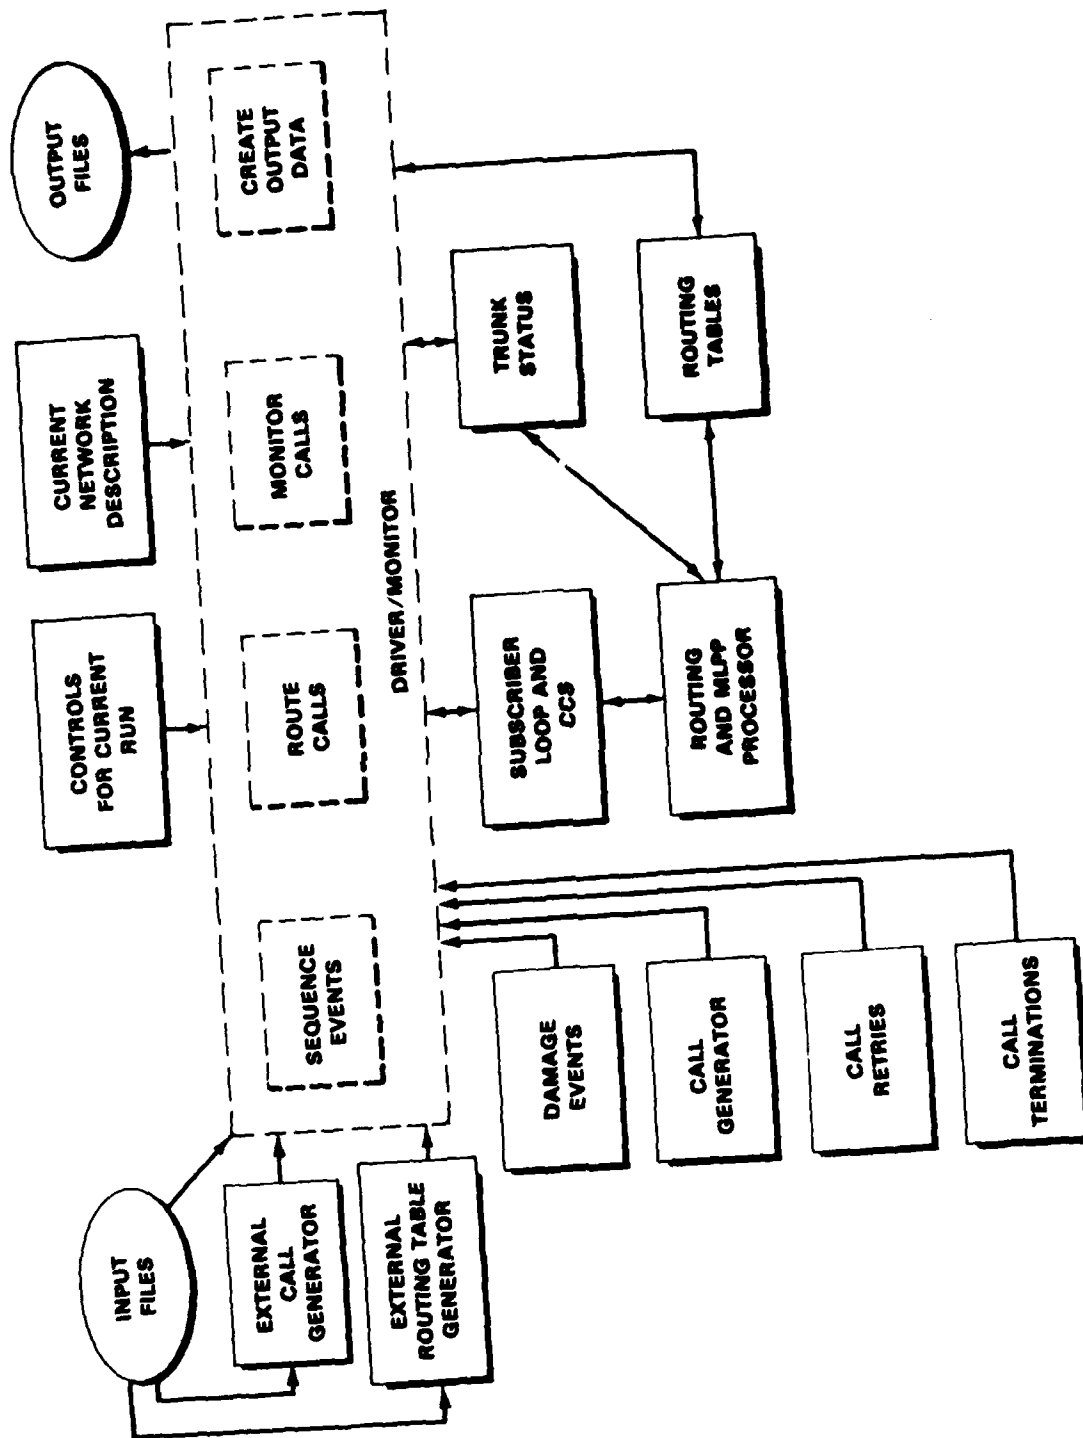 INPUT
FILES
EXTERNAL
CALL
GENERATOR
EXTERNAL
ROUTING TABLE
GENERATOR
CONTROLS
FOR CURRENT
RUN
CURRENT
NETWORK
DESCRIPTION
OUTPUT
FILES
SEQUENCE
EVENTS
ROUTE
CALLS
MONITOR
CALLS
CREATE
OUTPUT
DATA
DRIVER/MONITOR
DAMAGE
EVENTS
CALL
GENERATOR
CALL
RETRIES
CALL
TERMINATIONS
SUBSCRIBER
LOOP AND
CCS
TRUNK
STATUS
ROUTING
AND MLPP
PROCESSOR
ROUTING
TABLES